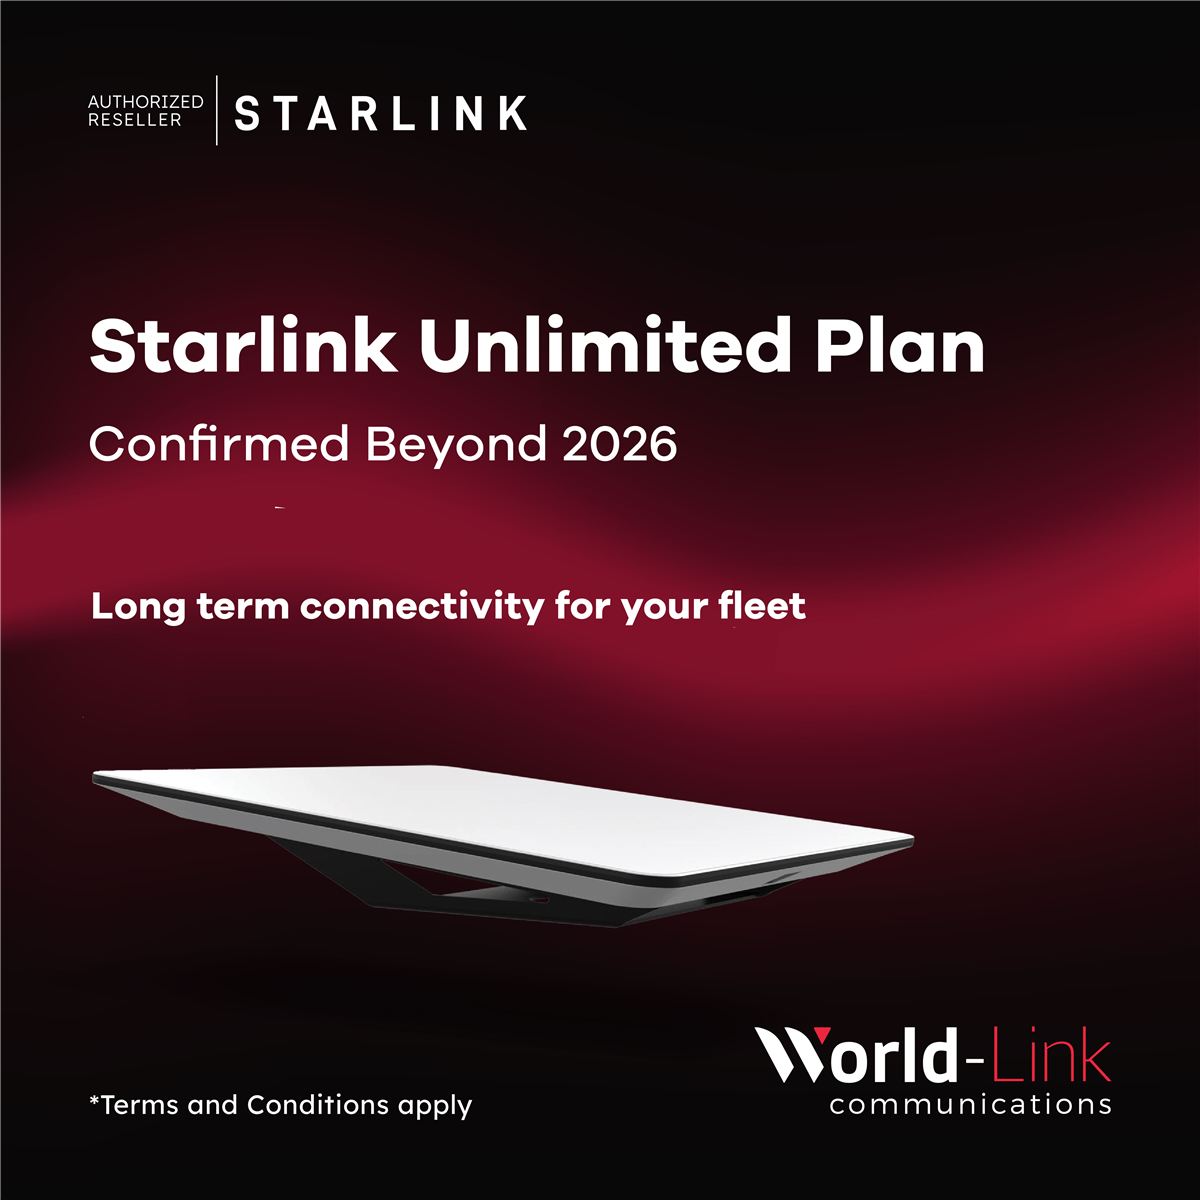 AUTHORIZED
RESELLER
STARLINK
Starlink Unlimited Plan
Confirmed Beyond 2026
Long term connectivity for your fleet
World-Link
communications
*Terms and Conditions apply